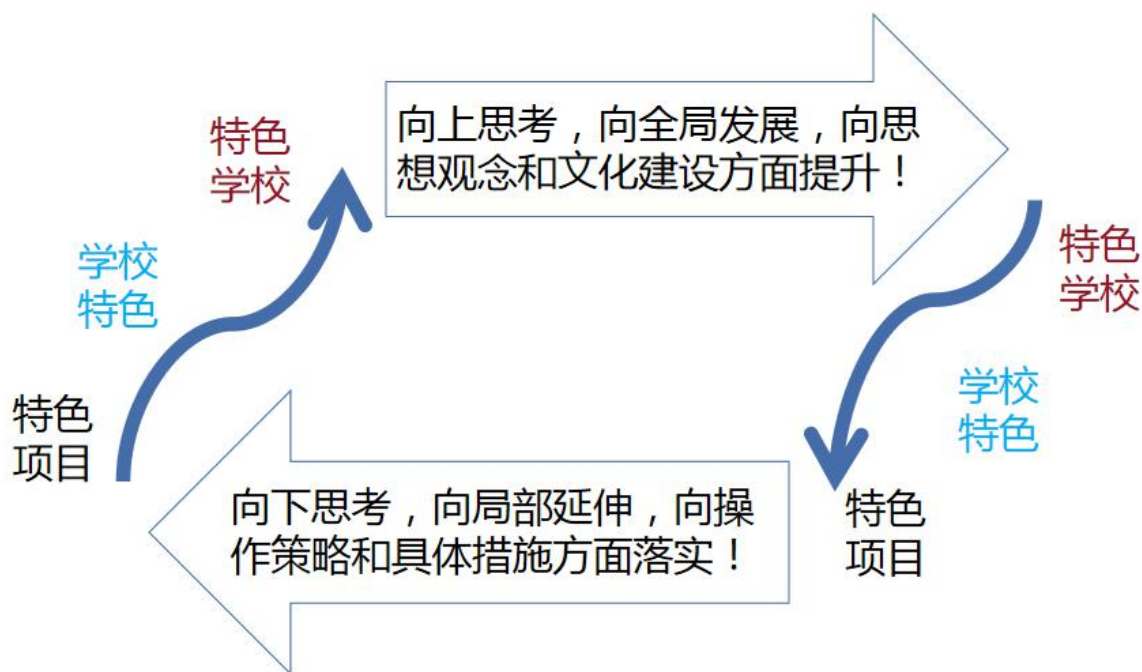 向上思考，向全局发展，向思
想观念和文化建设方面提升！
特色
学校
学校
特色
特色
项目
特色
学校
学校
特色
特色
项目
向下思考，向局部延伸，向操
作策略和具体措施方面落实！